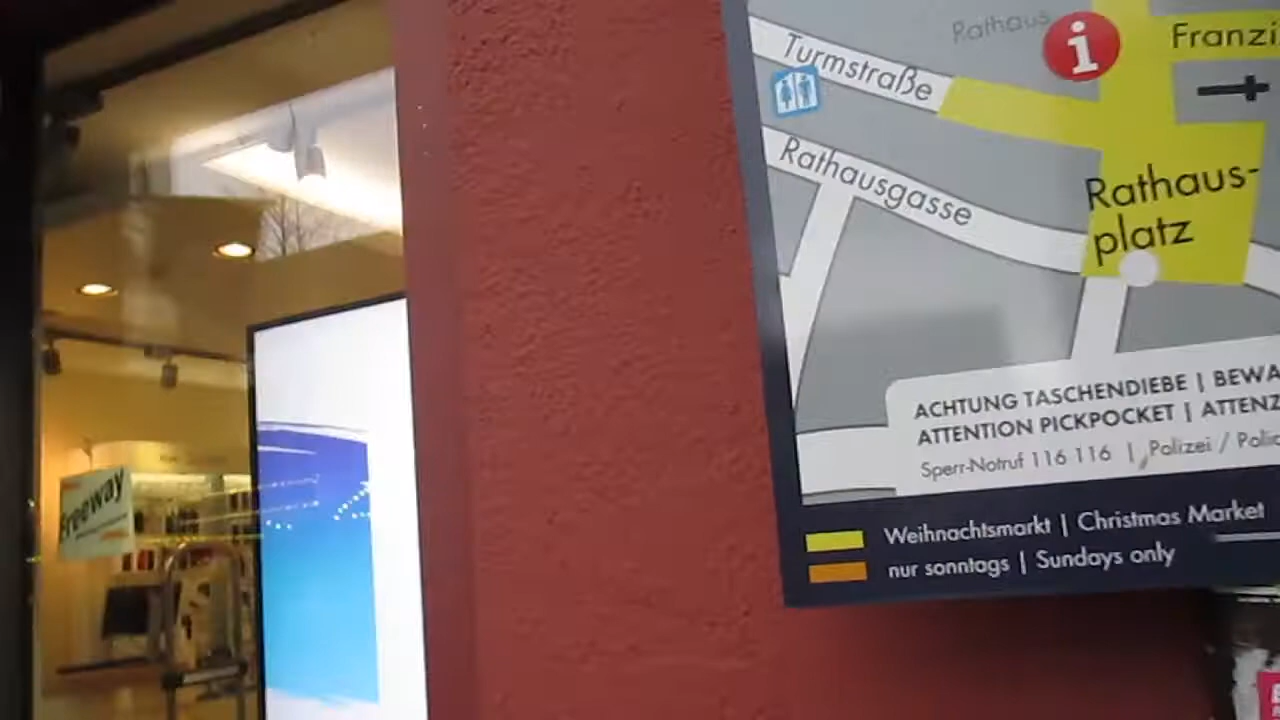 Rathaus
Turmstraße
Franzi
Rathausgasse
Rathaus-
platz
ACHTUNG TASCHENDIEBE | BEWA
ATTENTION PICKPOCKET | ATTENZ
Sperr-Notruf 116 116 | Polizei / Polic
Weihnachtsmarkt | Christmas Market
nur sonntags | Sundays only
Freeway